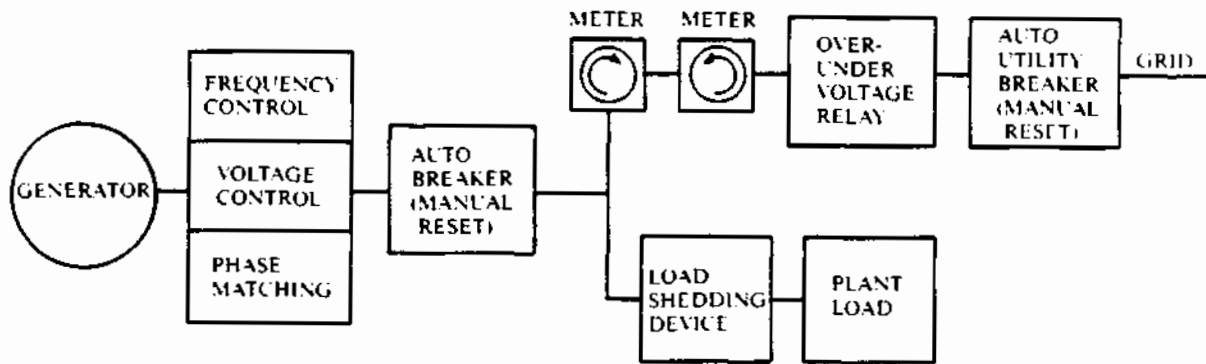 GENERATOR
FREQUENCY
CONTROL
VOLTAGE
CONTROL
PHASE
MATCHING
AUTO
BREAKER
(MANUAL
RESET)
METER
METER
OVER-
UNDER
VOLTAGE
RELAY
AUTO
UTILITY
BREAKER
(MANUAL
RESET)
GRID
LOAD
SHEDDING
DEVICE
PLANT
LOAD